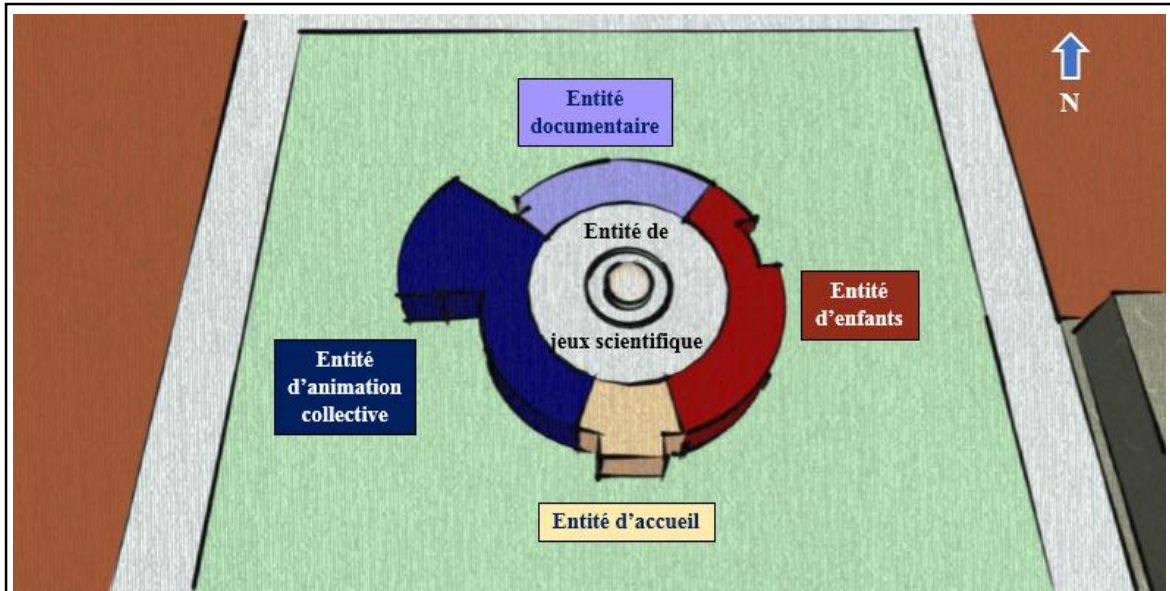 N
Entité
documentaire
Entité de
jeux scientifique
Entité
d'enfants
Entité
d'animation
collective
Entité d'accueil